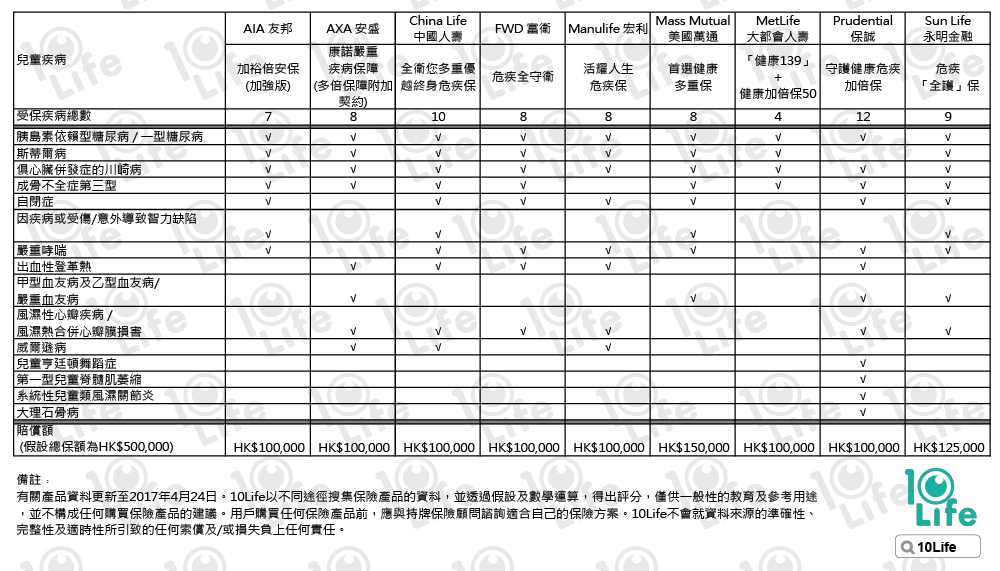 兒童疾病
AIA 友邦 AXA 安盛 China Life 中國人壽 FWD 富衛 Manulife 宏利 Mass Mutual 美國萬通 MetLife 大都會人壽 Prudential 保誠 Sun Life 永明金融
加裕倍安保 (加強版) 康諾嚴重疾病保障 (多倍保障附加契約) 全衛您多重優越終身危疾保 危疾全守衛 活耀人生危疾保 首選健康多重保 「健康139」 + 健康加倍保50 守護健康危疾加倍保 危疾「全護」保
受保疾病總數 7 8 10 8 8 8 4 12 9
胰島素依賴型糖尿病 / 一型糖尿病 √ √ √ √ √ √ √ √ √
斯蒂爾病 √ √ √ √ √ √ √ √
俱心臟併發症的川崎病 √ √ √ √ √ √ √ √ √
成骨不全症第三型 √ √ √ √ √ √ √ √
自閉症 √ √ √ √ √ √ √
因疾病或受傷/意外導致智力缺陷 √ √ √ √
嚴重哮喘 √ √ √ √ √ √ √
出血性登革熱 √ √ √ √ √
甲型血友病及乙型血友病/
嚴重血友病 √ √ √ √
風濕性心瓣疾病 /
風濕熱合併心瓣膜損害 √ √ √ √ √ √
威爾遜病 √ √ √
兒童亨廷頓舞蹈症 √
第一型兒童脊髓肌萎縮 √
系統性兒童類風濕關節炎 √
大理石骨病 √
賠償額
(假設總保額為HK$500,000) HK$100,000 HK$100,000 HK$100,000 HK$100,000 HK$100,000 HK$150,000 HK$100,000 HK$100,000 HK$125,000
備註﹕
有關產品資料更新至2017年4月24日。10Life以不同途徑搜集保險產品的資料，並透過假設及數學運算，得出評分，僅供一般性的教育及參考用途
，並不構成任何購買保險產品的建議。用戶購買任何保險產品前，應與持牌保險顧問諮詢適合自己的保險方案。10Life不會就資料來源的準確性、
完整性及適時性所引致的任何索償及/或損失負上任何責任。
10Life
10Life